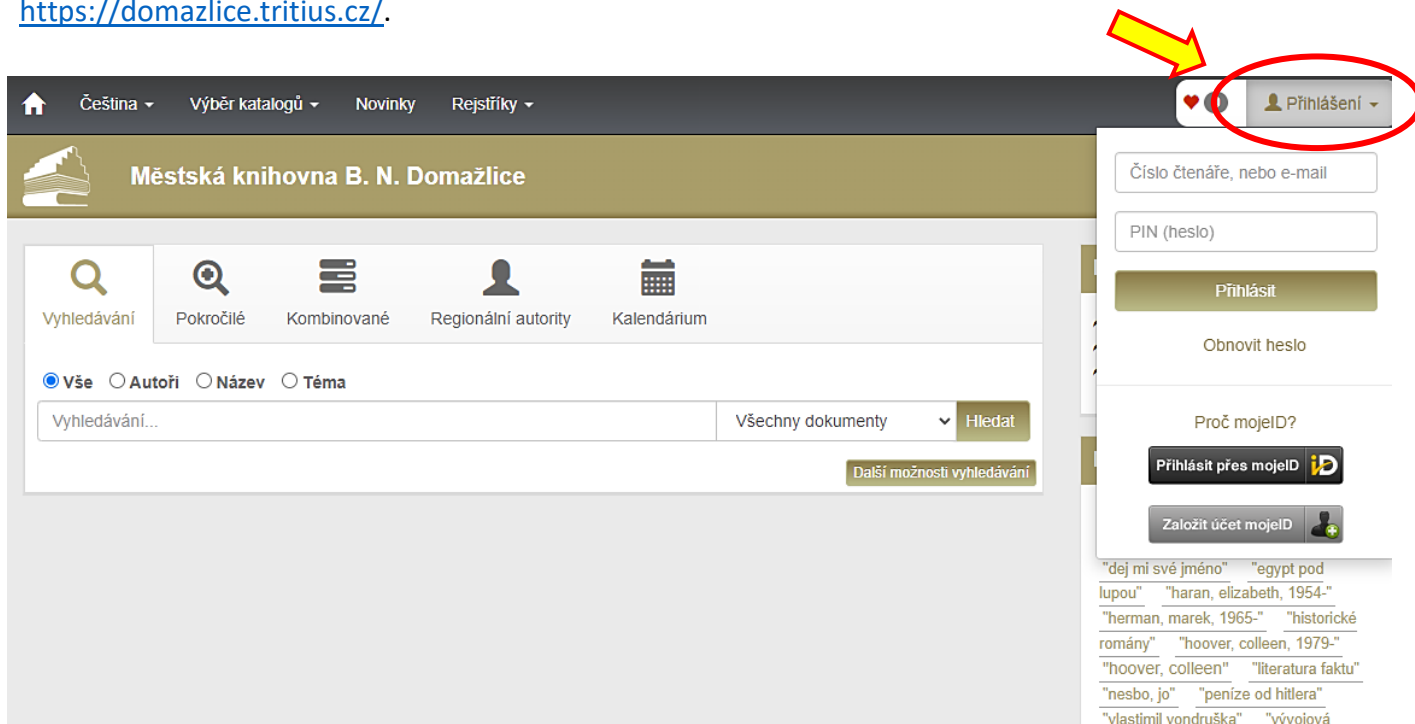 https://domazlice.tritius.cz/.
Čeština Výběr katalogů Novinky Rejstříky Přihlášení
Městská knihovna B. N. Domažlice
Číslo čtenáře, nebo e-mail
PIN (heslo)
Přihlásit
Obnovit heslo
Proč mojeID?
Přihlásit přes mojeID
Založit účet mojeID
Vyhledávání Pokročilé Kombinované Regionální autority Kalendárium
Vše Autoři Název Téma
Vyhledávání... Všechny dokumenty Hledat
Další možnosti vyhledávání
"dej mi své jméno" "egypt pod
lupou" "haran, elizabeth, 1954-"
"herman, marek, 1965-" "historické
romány" "hoover, colleen, 1979-"
"hoover, colleen" "literatura faktu"
"nesbo, jo" "peníze od hitlera"
"vlastimil vondruška" "vývojová